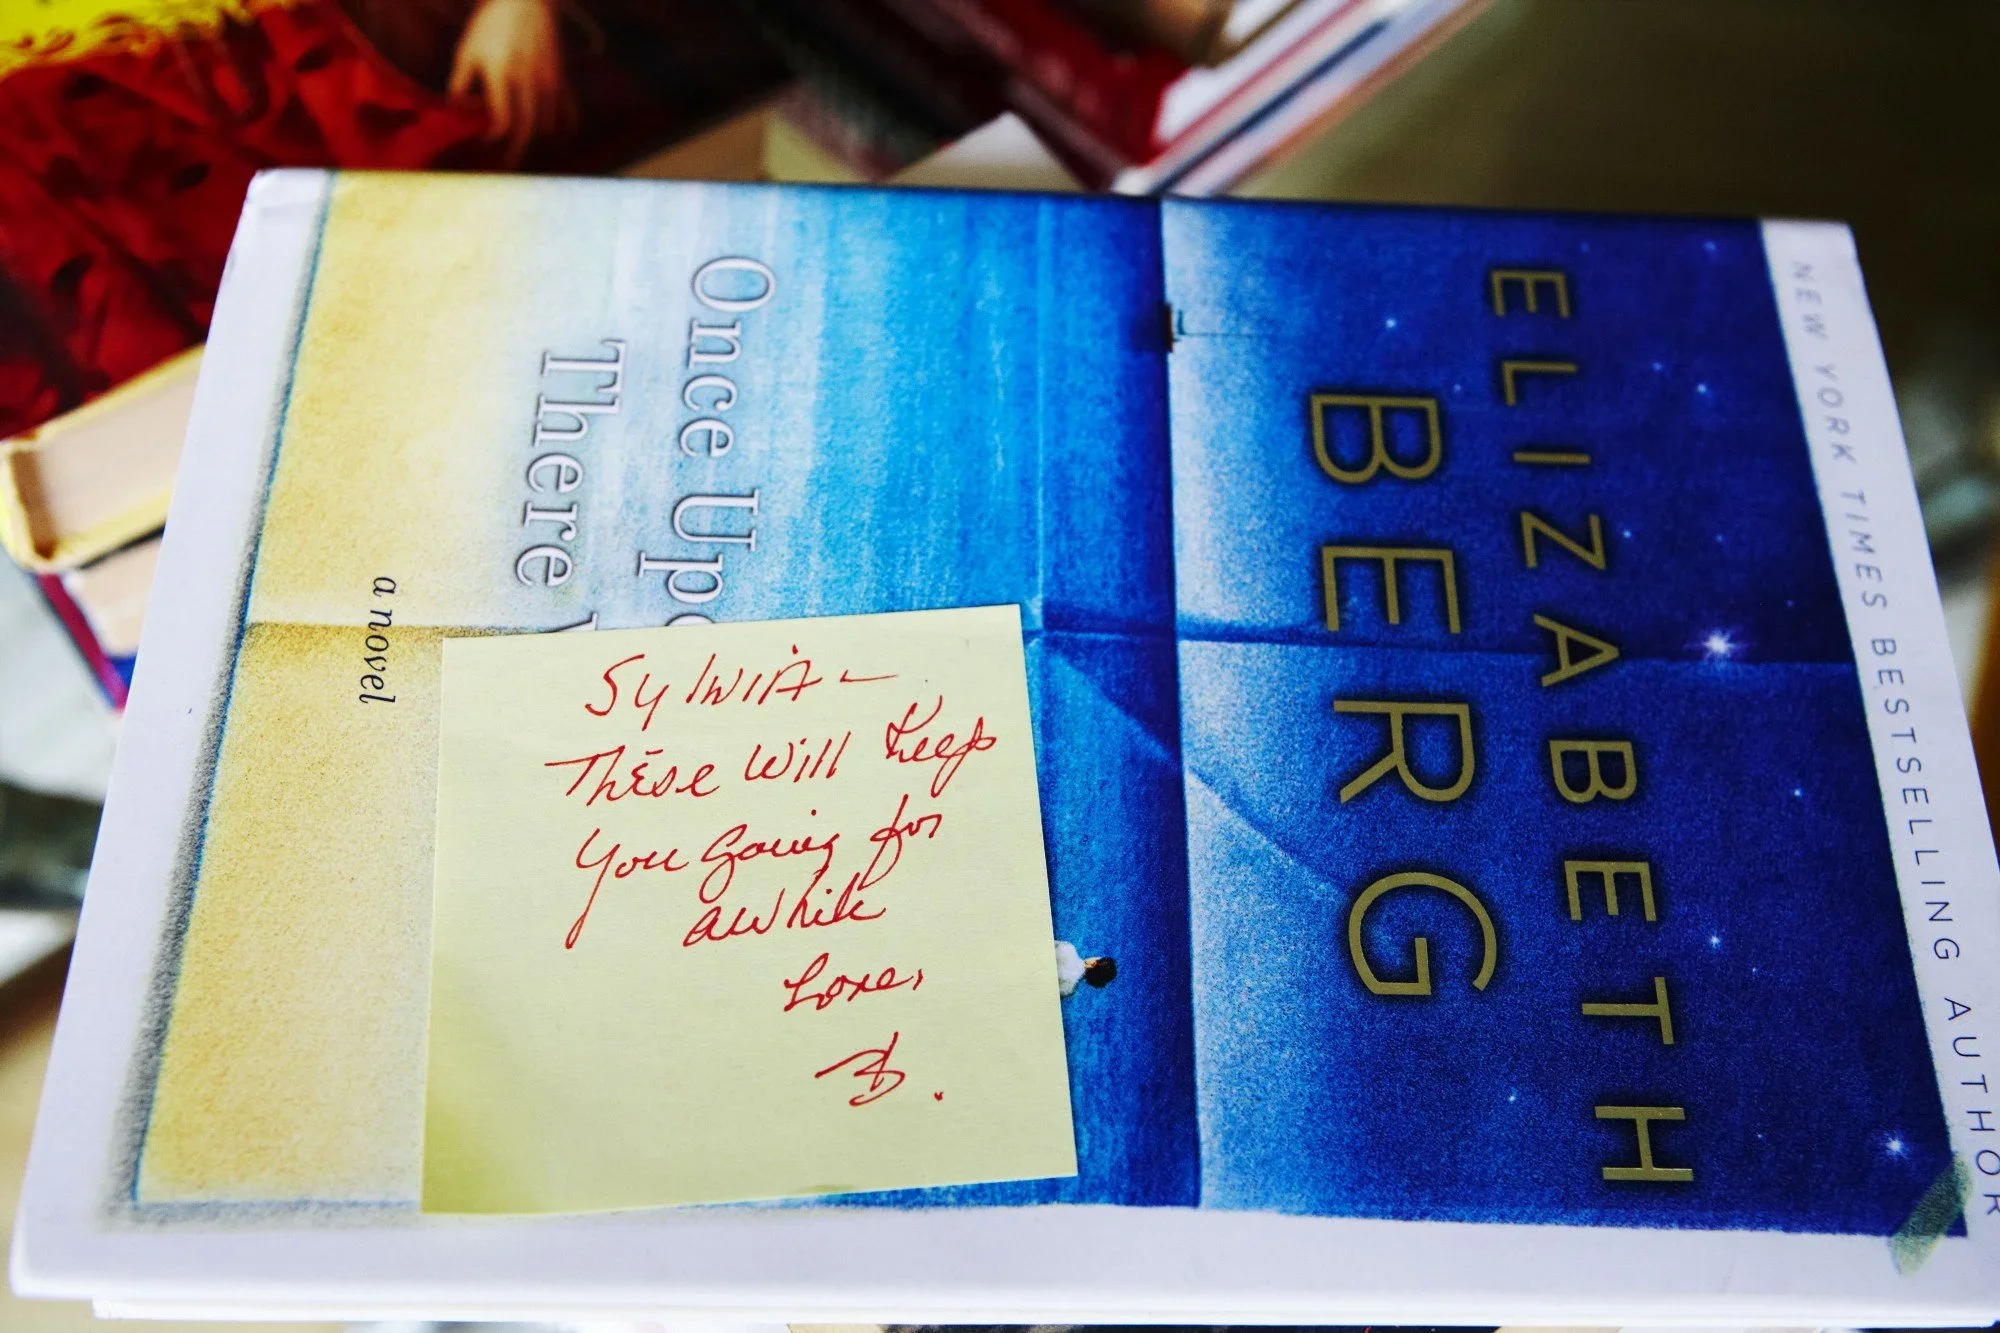 NEW YORK TIMES BESTSELLING AUTHOR
ELIZABETH
BERG
Once Upo
There
a novel
Sylvia –
These will keep
you going for
awhile
Love,
B.